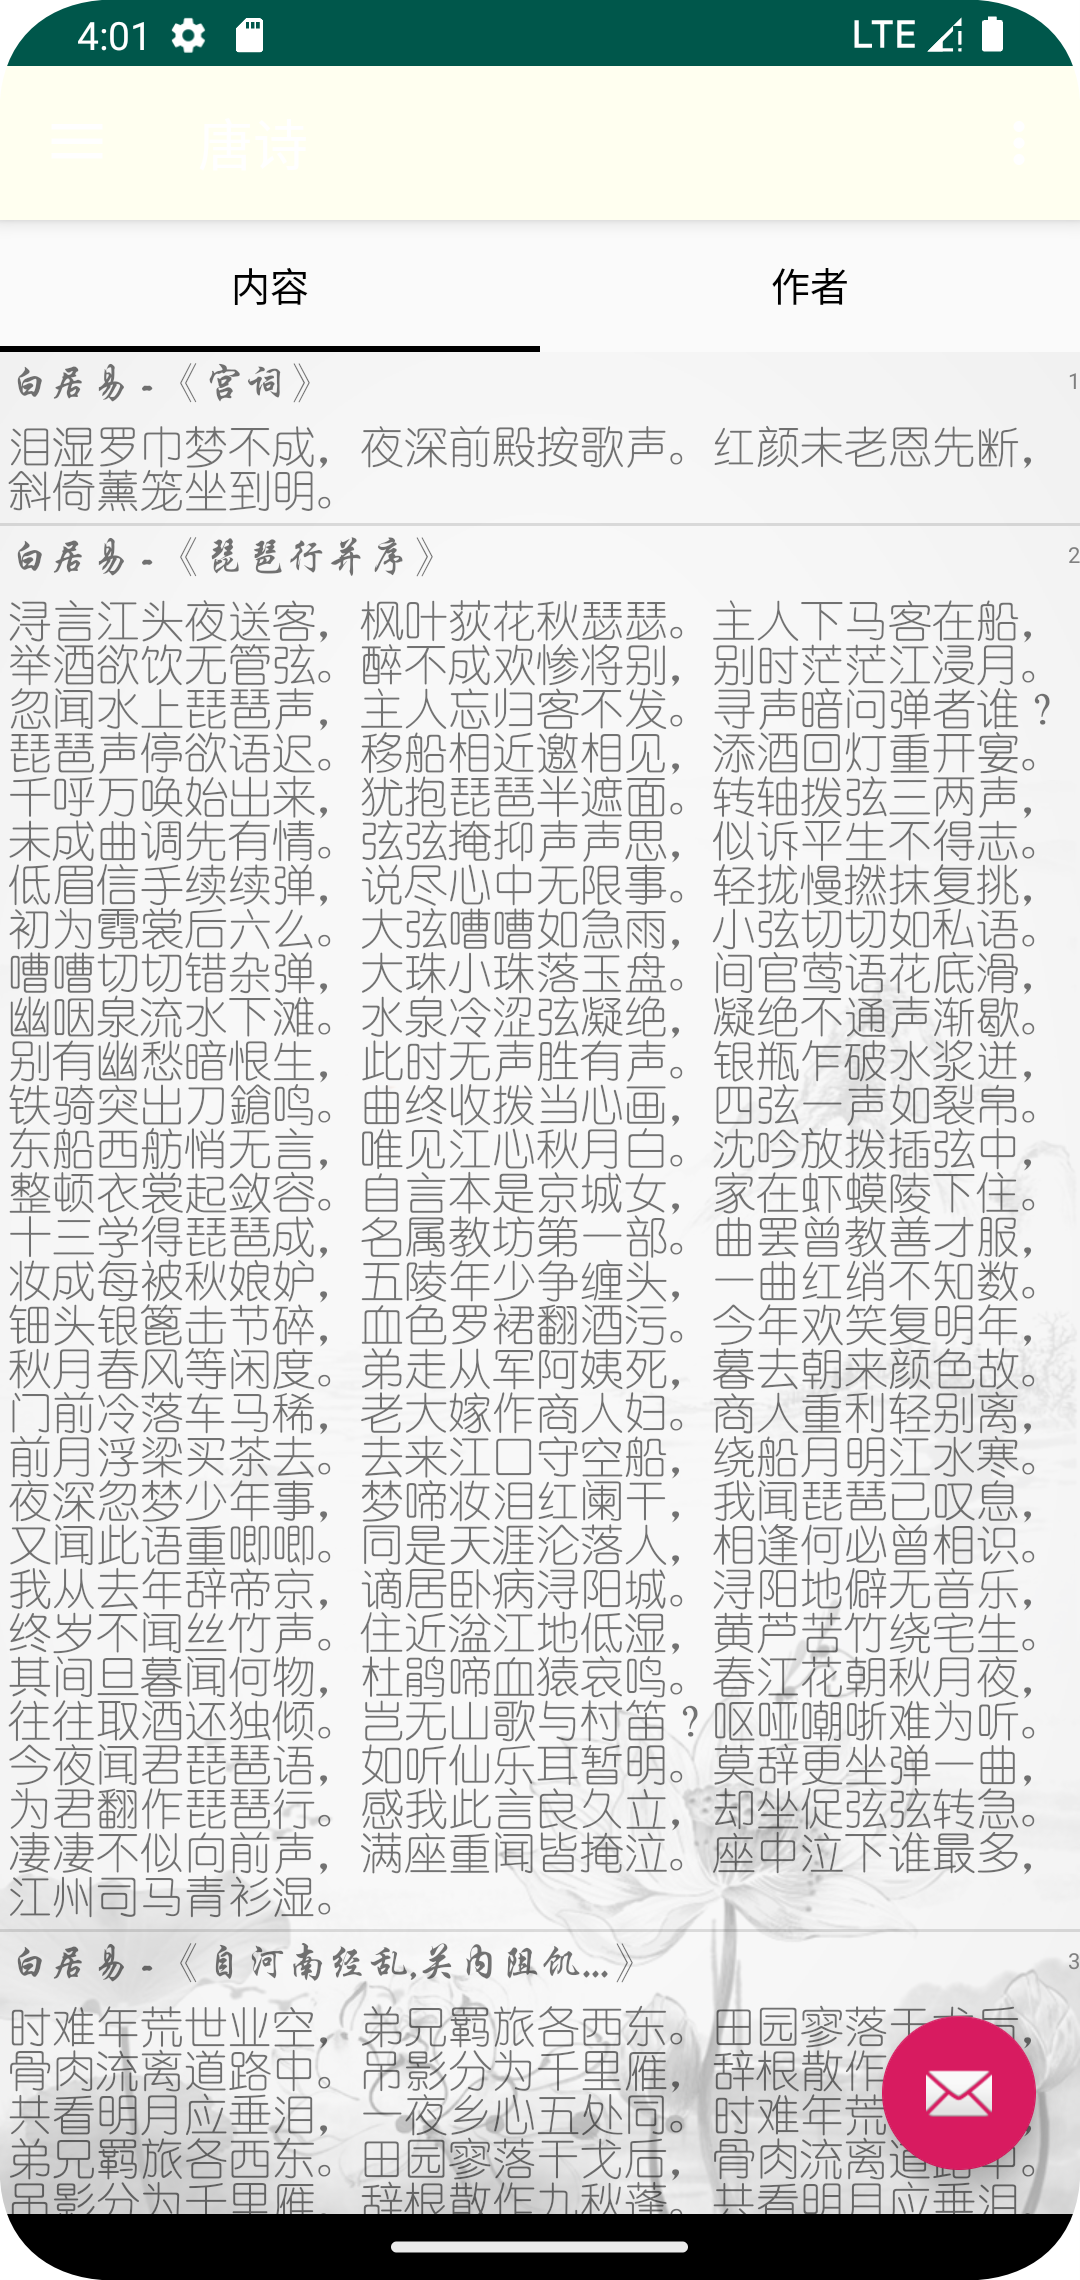 4:01 LTE
唐诗
内容 作者
白居易 - 《宫词》 1
泪湿罗巾梦不成，夜深前殿按歌声。红颜未老恩先断，
斜倚薰笼坐到明。
白居易 - 《琵琶行并序》 2
浔言江头夜送客，枫叶荻花秋瑟瑟。主人下马客在船，
举酒欲饮无管弦。醉不成欢惨将别，别时茫茫江浸月。
忽闻水上琵琶声，主人忘归客不发。寻声暗问弹者谁？
琵琶声停欲语迟。移船相近邀相见，添酒回灯重开宴。
千呼万唤始出来，犹抱琵琶半遮面。转轴拨弦三两声，
未成曲调先有情。弦弦掩抑声声思，似诉平生不得志。
低眉信手续续弹，说尽心中无限事。轻拢慢撚抹复挑，
初为霓裳后六么。大弦嘈嘈如急雨，小弦切切如私语。
嘈嘈切切错杂弹，大珠小珠落玉盘。间官莺语花底滑，
幽咽泉流水下滩。水泉冷涩弦凝绝，凝绝不通声渐歇。
别有幽愁暗恨生，此时无声胜有声。银瓶乍破水浆迸，
铁骑突出刀鎗鸣。曲终收拨当心画，四弦一声如裂帛。
东船西舫悄无言，唯见江心秋月白。沈吟放拨插弦中，
整顿衣裳起敛容。自言本是京城女，家在虾蟆陵下住。
十三学得琵琶成，名属教坊第一部。曲罢曾教善才服，
妆成每被秋娘妒，五陵年少争缠头，一曲红绡不知数。
钿头银篦击节碎，血色罗裙翻酒污。今年欢笑复明年，
秋月春风等闲度。弟走从军阿姨死，暮去朝来颜色故。
门前冷落车马稀，老大嫁作商人妇。商人重利轻别离，
前月浮梁买茶去。去来江口守空船，绕船月明江水寒。
夜深忽梦少年事，梦啼妆泪红阑干，我闻琵琶已叹息，
又闻此语重唧唧。同是天涯沦落人，相逢何必曾相识。
我从去年辞帝京，谪居卧病浔阳城。浔阳地僻无音乐，
终岁不闻丝竹声。住近湓江地低湿，黄芦苦竹绕宅生。
其间旦暮闻何物，杜鹃啼血猿哀鸣。春江花朝秋月夜，
往往取酒还独倾。岂无山歌与村笛？呕哑嘲哳难为听。
今夜闻君琵琶语，如听仙乐耳暂明。莫辞更坐弹一曲，
为君翻作琵琶行。感我此言良久立，却坐促弦弦转急。
凄凄不似向前声，满座重闻皆掩泣。座中泣下谁最多，
江州司马青衫湿。
白居易 - 《自河南经乱,关内阻饥...》 3
时难年荒世业空，弟兄羁旅各西东。田园寥落干戈后，
骨肉流离道路中。吊影分为千里雁，辞根散作
共看明月应垂泪，一夜乡心五处同。时难年荒
弟兄羁旅各西东。田园寥落干戈后，骨肉流离道路中。
吊影分为千里雁，辞根散作九秋蓬。共看明月应垂泪，